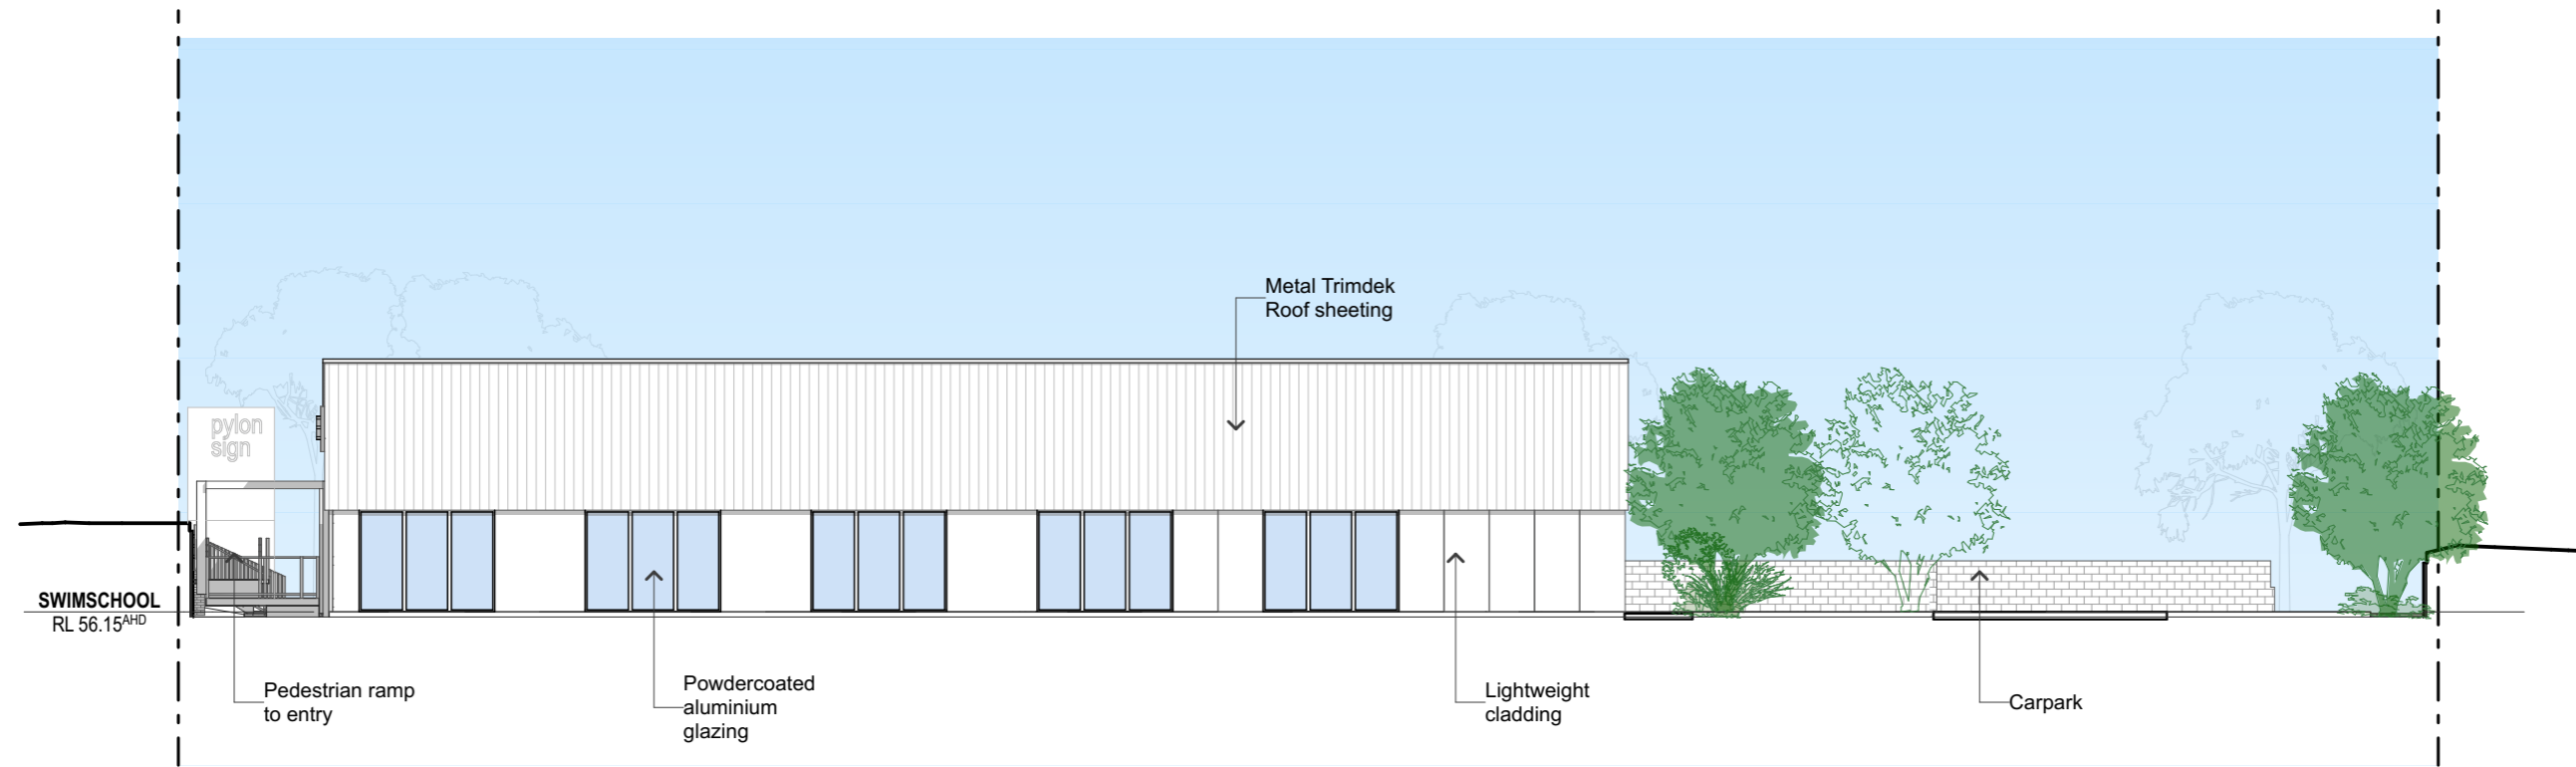 Metal Trimdek
Roof sheeting
pylon
sign
SWIMSCHOOL
RL 56.15ᴬᴴᴰ
Pedestrian ramp
to entry
Powdercoated
aluminium
glazing
Lightweight
cladding
Carpark